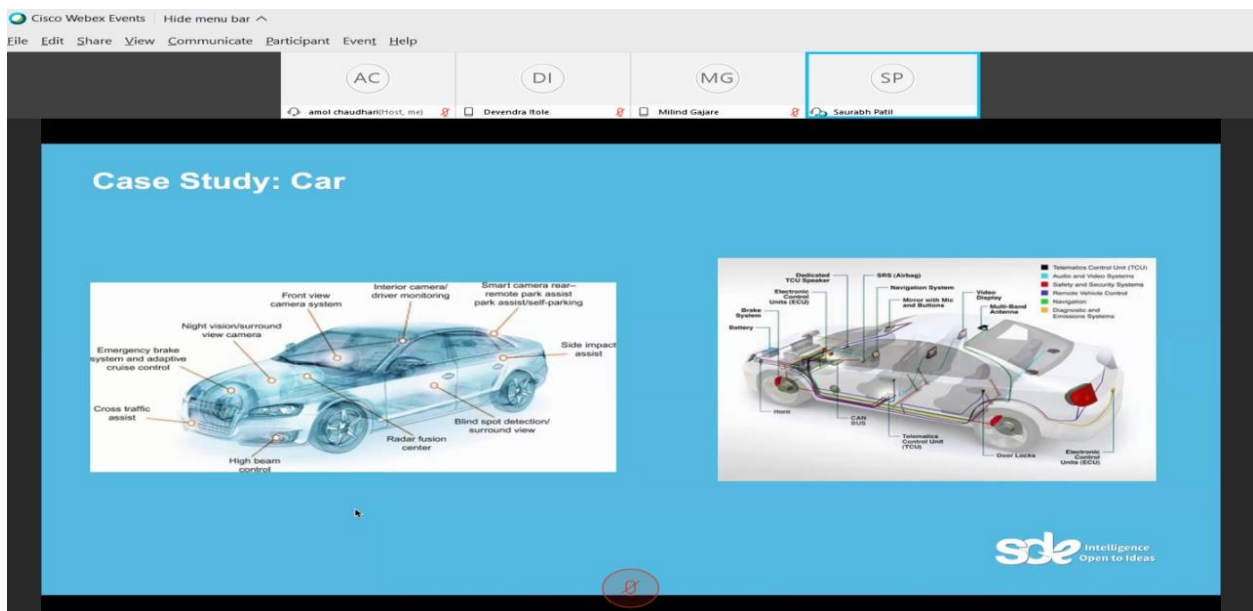 Cisco Webex Events Hide menu bar
File Edit Share View Communicate Participant Event Help
AC
DI
MG
SP
amol chaudhari(Host, me)
Devendra Itole
Milind Gajare
Saurabh Patil
Case Study: Car
Front view
camera system
Interior camera/
driver monitoring
Smart camera rear–
remote park assist
park assist/self-parking
Night vision/surround
view camera
Side impact
assist
Emergency brake
system and adaptive
cruise control
Cross traffic
assist
Blind spot detection/
surround view
Radar fusion
center
High beam
control
Dedicated
TCU Speaker
SRS (Airbag)
Navigation System
Electronic
Control
Units (ECU)
Mirror with Mic
and Buttons
Video
Display
Multi-Band
Antenna
Brake
System
Battery
Horn
CAN
BUS
Telematics
Control Unit
(TCU)
Door Locks
Electronic
Control
Units (ECU)
Telematics Control Unit (TCU)
Audio and Video Systems
Safety and Security Systems
Remote Vehicle Control
Navigation
Diagnostic and
Emissions Systems
Intelligence
Open to Ideas